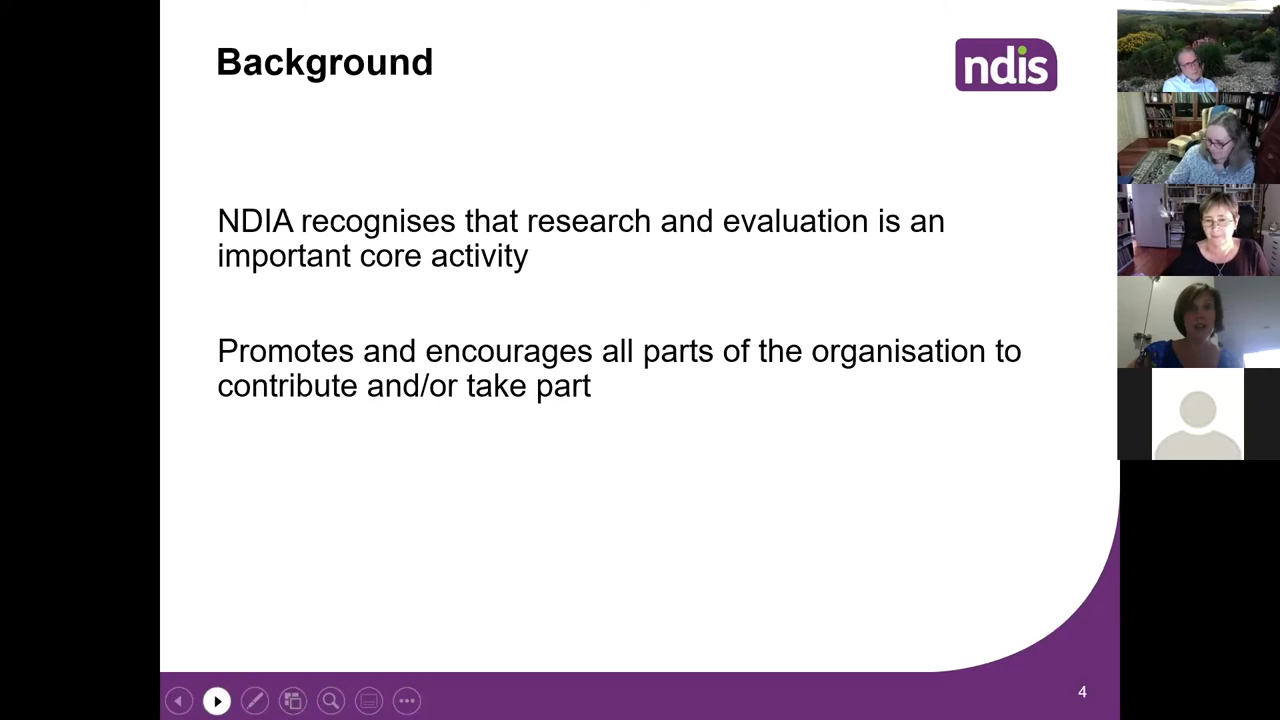 Background
ndis
NDIA recognises that research and evaluation is an
important core activity
Promotes and encourages all parts of the organisation to
contribute and/or take part
4